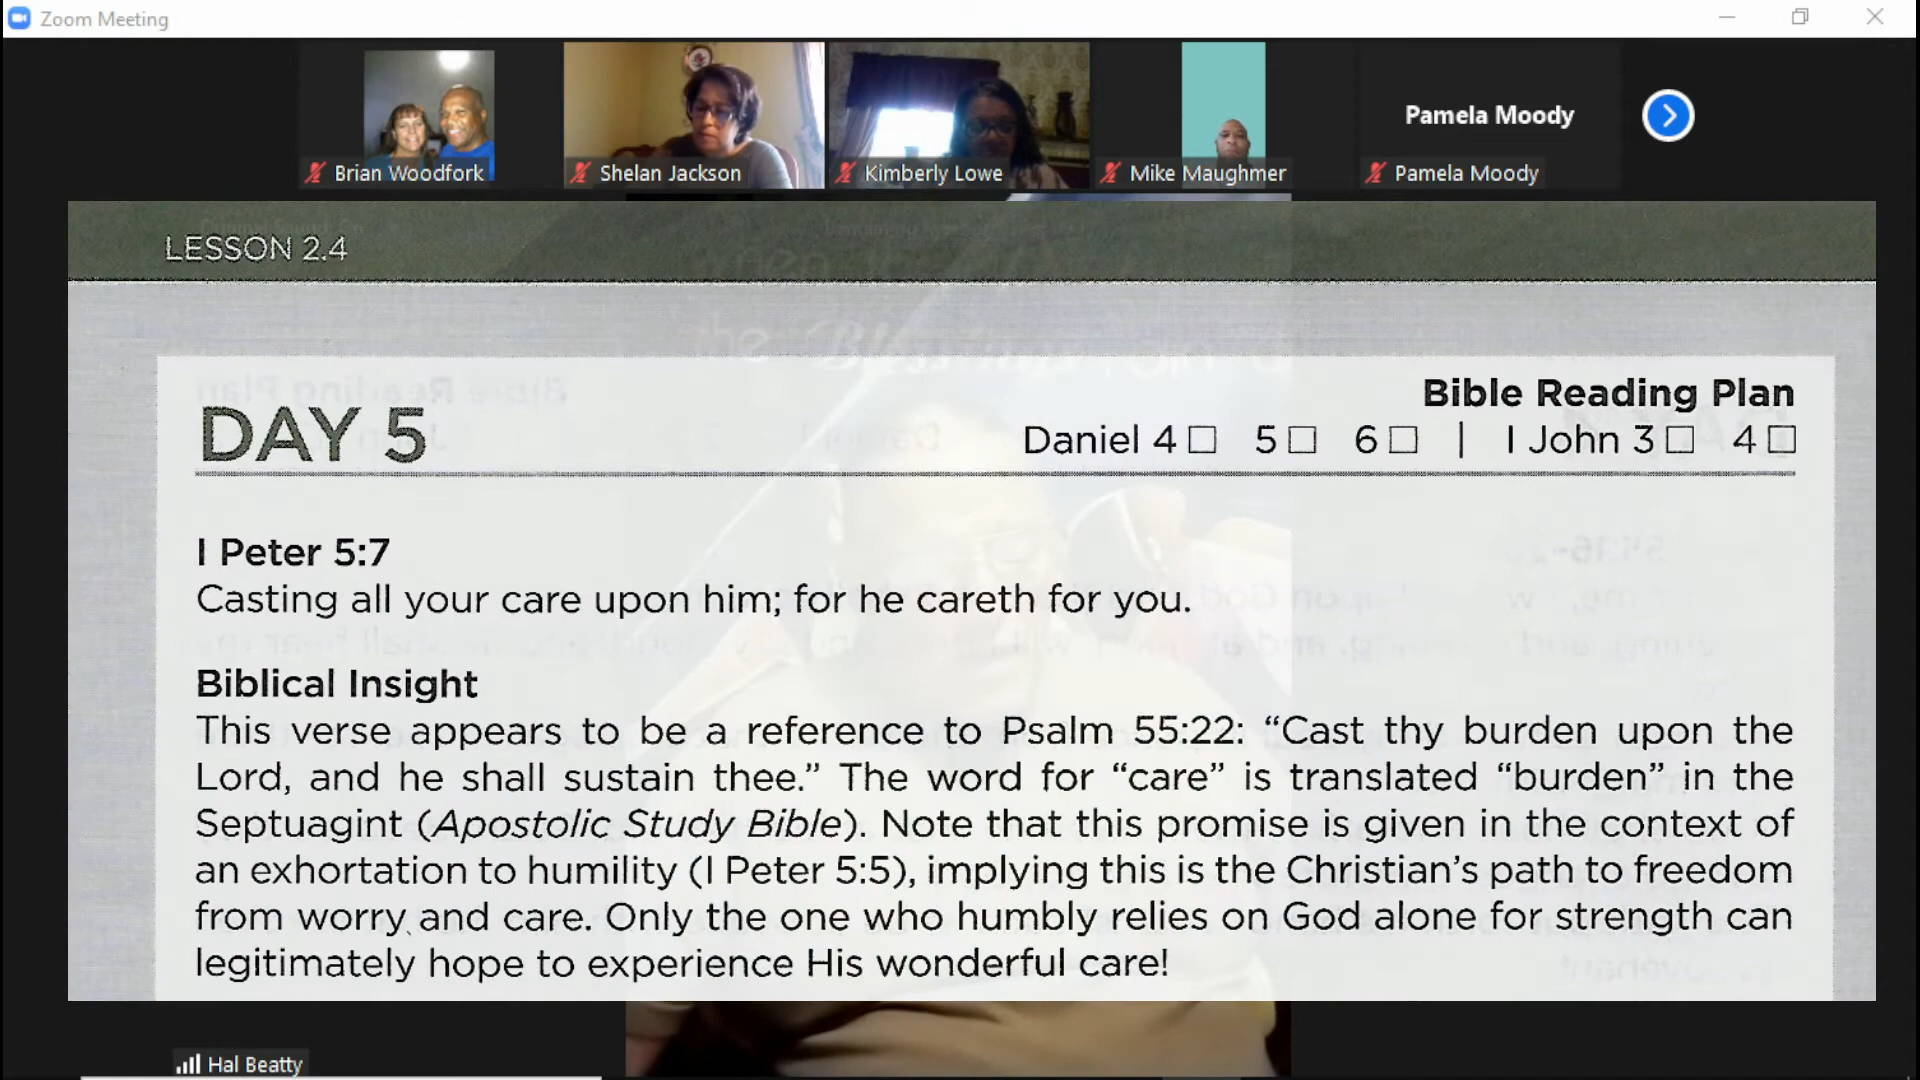 Zoom Meeting
Brian Woodfork
Shelan Jackson
Kimberly Lowe
Mike Maughmer
Pamela Moody
Pamela Moody
LESSON 2.4
Bible Reading Plan
DAY 5
Daniel 4 □ 5 □ 6 □ | I John 3 □ 4 □
I Peter 5:7
Casting all your care upon him; for he careth for you.
Biblical Insight
This verse appears to be a reference to Psalm 55:22: “Cast thy burden upon the
Lord, and he shall sustain thee.” The word for “care” is translated “burden” in the
Septuagint (Apostolic Study Bible). Note that this promise is given in the context of
an exhortation to humility (I Peter 5:5), implying this is the Christian’s path to freedom
from worry and care. Only the one who humbly relies on God alone for strength can
legitimately hope to experience His wonderful care!
Hal Beatty